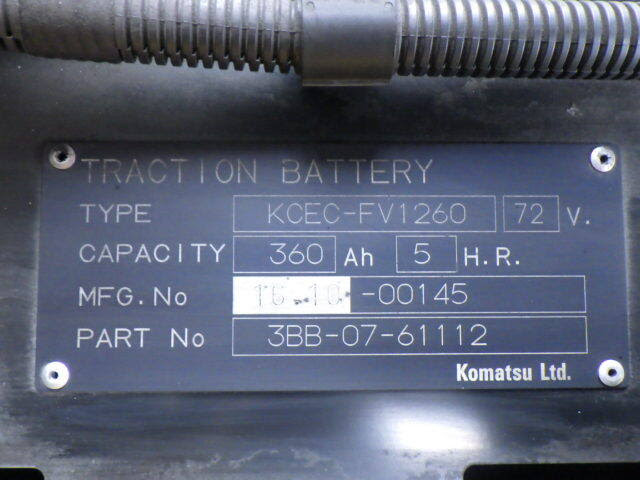 TRACTION BATTERY
TYPE KCEC-FV1260 72 V.
CAPACITY 360 Ah 5 H.R.
MFG.No -00145
PART No 3BB-07-61112
Komatsu Ltd.